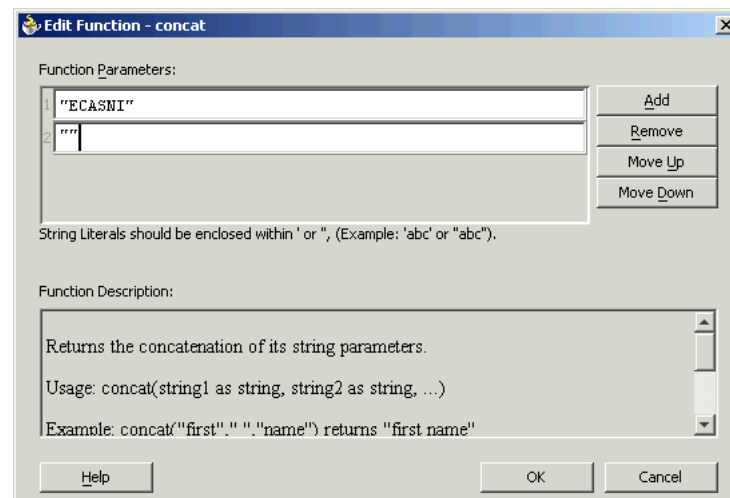 Edit Function - concat
Function Parameters:
1 "ECASNI"
2 ""
Add
Remove
Move Up
Move Down
String Literals should be enclosed within ' or ", (Example: 'abc' or "abc").
Function Description:
Returns the concatenation of its string parameters.
Usage: concat(string1 as string, string2 as string, ...)
Example: concat("first"," ","name") returns "first name"
Help
OK
Cancel